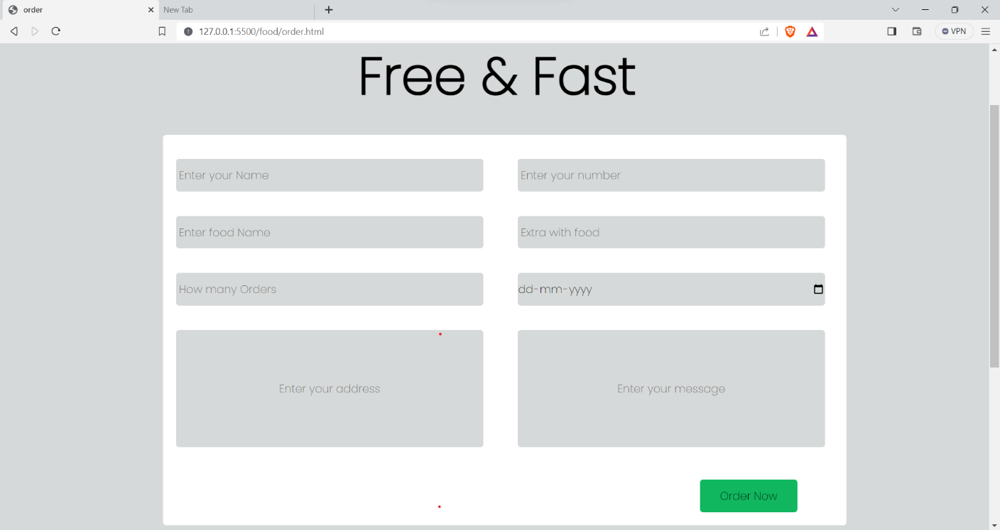 order
New Tab
127.0.0.1:5500/food/order.html
VPN
Free & Fast
Enter your Name
Enter your number
Enter food Name
Extra with food
How many Orders
dd-mm-yyyy
Enter your address
Enter your message
Order Now